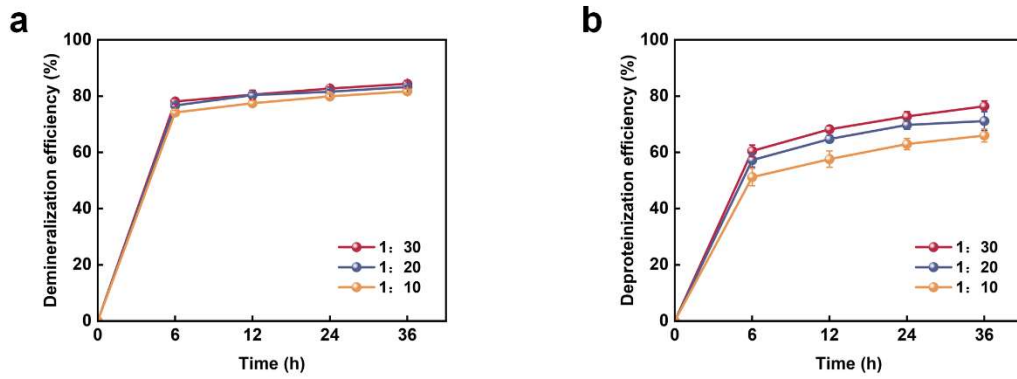 a
Demineralization efficiency (%)
100
80
60
40
20
0
0 6 12 24 36
Time (h)
1：30
1：20
1：10
b
Deproteinization efficiency (%)
100
80
60
40
20
0
0 6 12 24 36
Time (h)
1：30
1：20
1：10